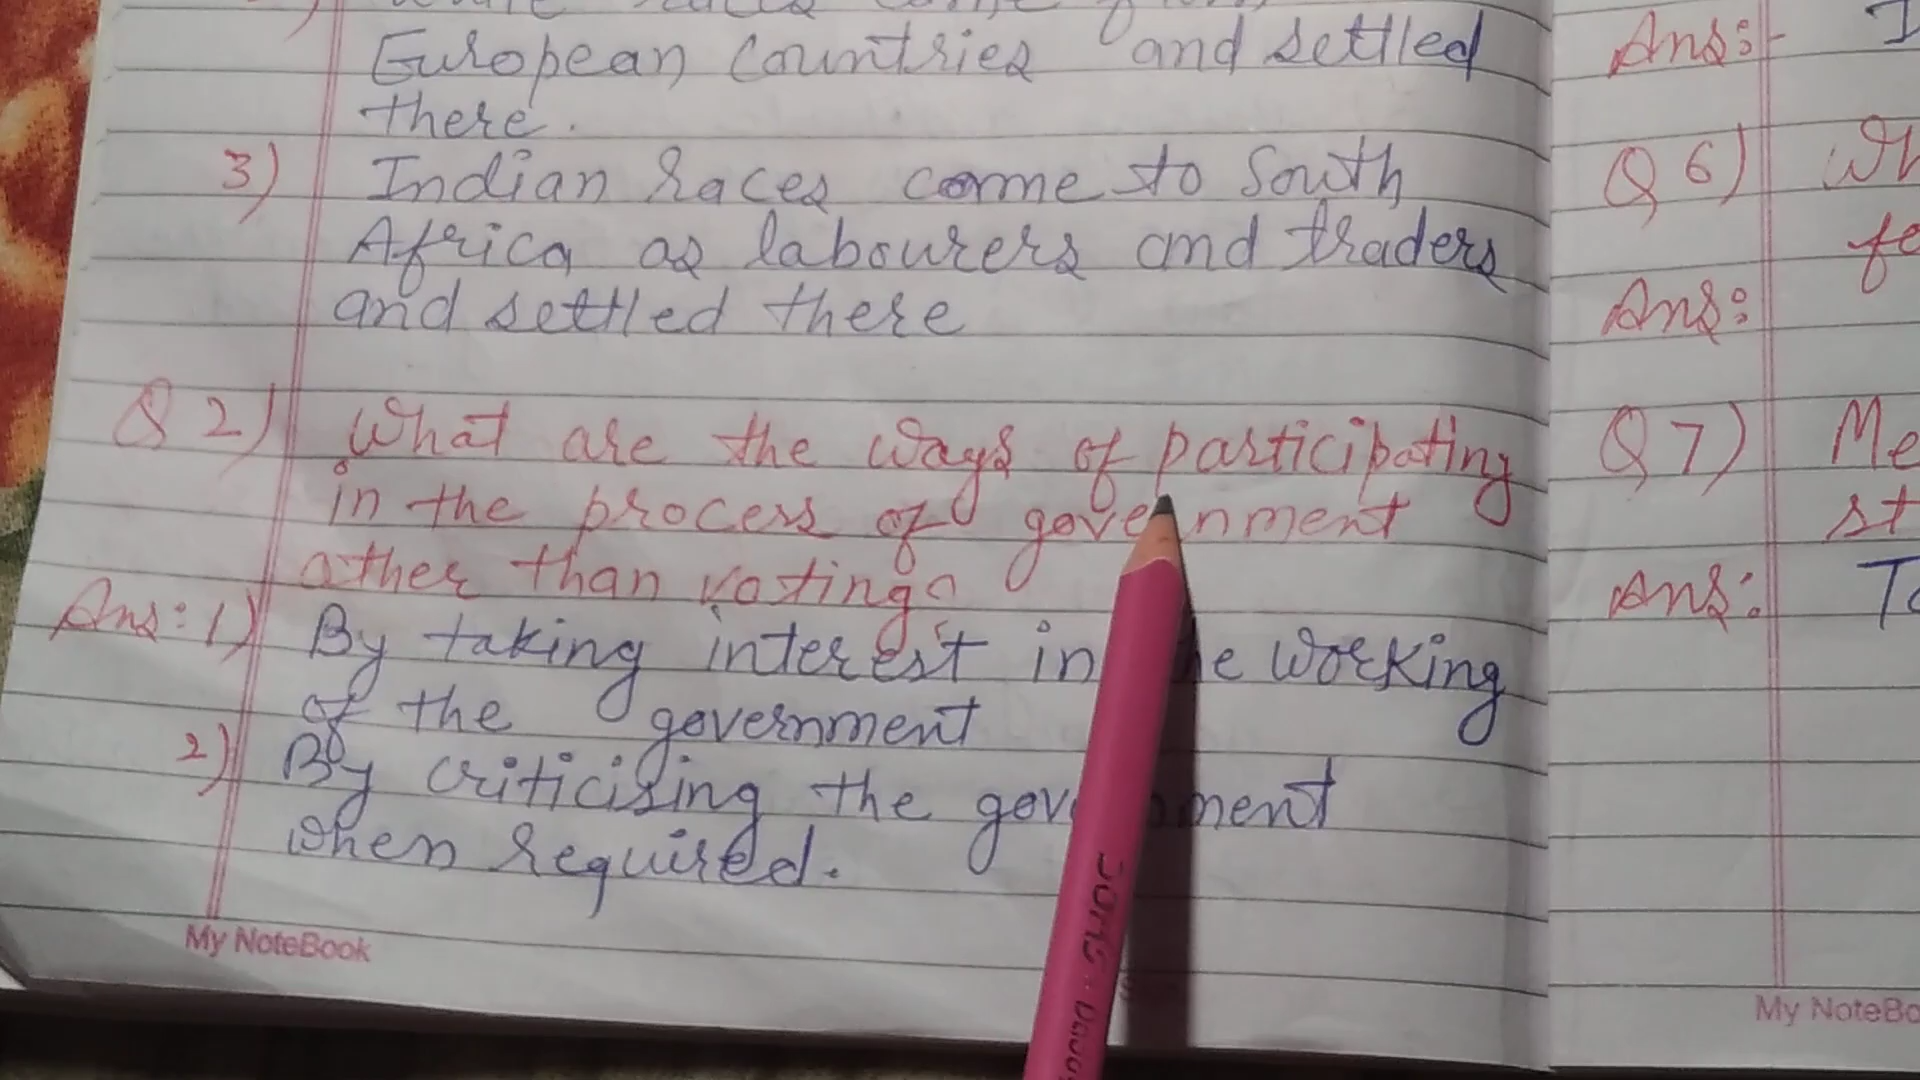 European Countries and settled
there.
3) Indian races come to South
Africa as labourers and traders
and settled there
Q 2) What are the ways of participating
in the process of government
other than voting?
Ans: 1) By taking interest in the working
of the government
2) By criticising the government
when required.
My NoteBook
Ans:-
Q 6)
Ans:
Q 7)
Ans:
My NoteBo